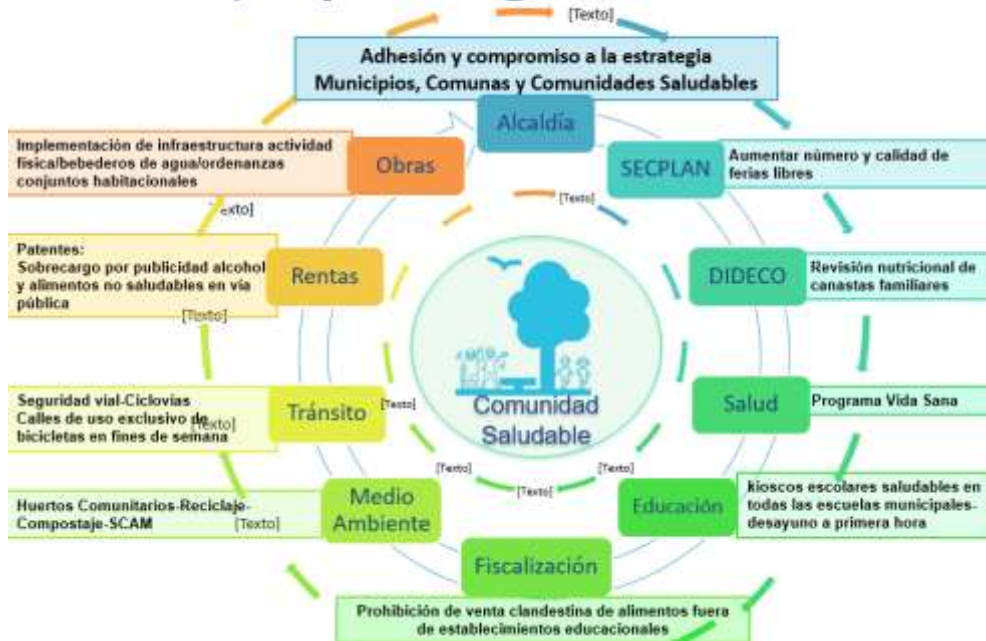 [Texto]
Adhesión y compromiso a la estrategia
Municipios, Comunas y Comunidades Saludables
Alcaldía
SECPLAN
Aumentar número y calidad de
ferias libres
DIDECO
Revisión nutricional de
canastas familiares
Salud
Programa Vida Sana
Educación
kioscos escolares saludables en
todas las escuelas municipales-
desayuno a primera hora
Fiscalización
Prohibición de venta clandestina de alimentos fuera
de establecimientos educacionales
Medio
Ambiente
Huertos Comunitarios-Reciclaje-
Compostaje-SCAM
[Texto]
Tránsito
Seguridad vial-Ciclovias
Calles de uso exclusivo de
bicicletas en fines de semana
[Texto]
Rentas
Patentes:
Sobrecargo por publicidad alcohol
y alimentos no saludables en vía
pública
[Texto]
Obras
Implementación de infraestructura actividad
física/bebederos de agua/ordenanzas
conjuntos habitacionales
[Texto]
[Texto]
[Texto]
[Texto]
[Texto]
[Texto]
Comunidad
Saludable